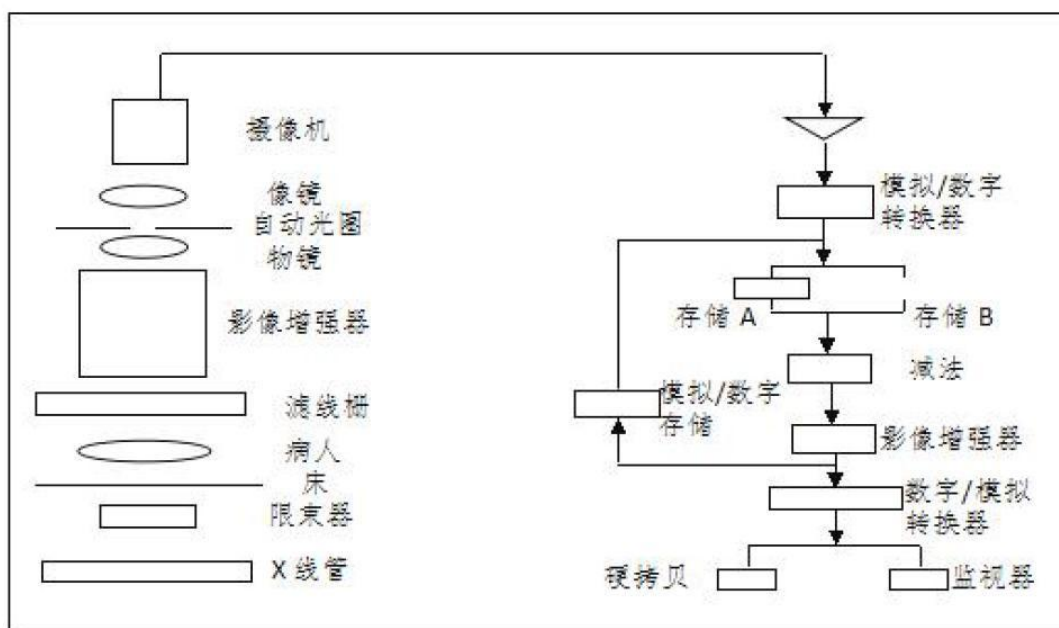 摄像机
像镜
自动光圈
物镜
影像增强器
滤线栅
病人
床
限束器
X线管
模拟/数字
转换器
存储A
存储B
减法
模拟/数字
存储
影像增强器
数字/模拟
转换器
硬拷贝
监视器